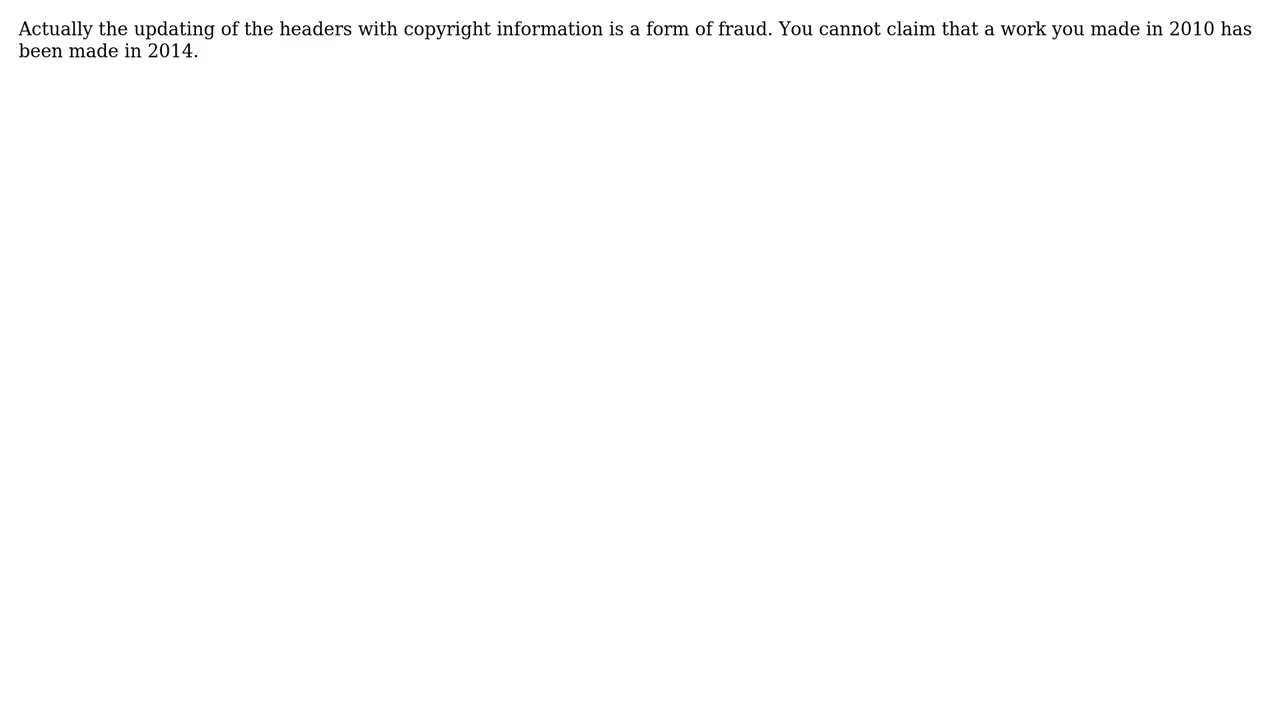 Actually the updating of the headers with copyright information is a form of fraud. You cannot claim that a work you made in 2010 has
been made in 2014.